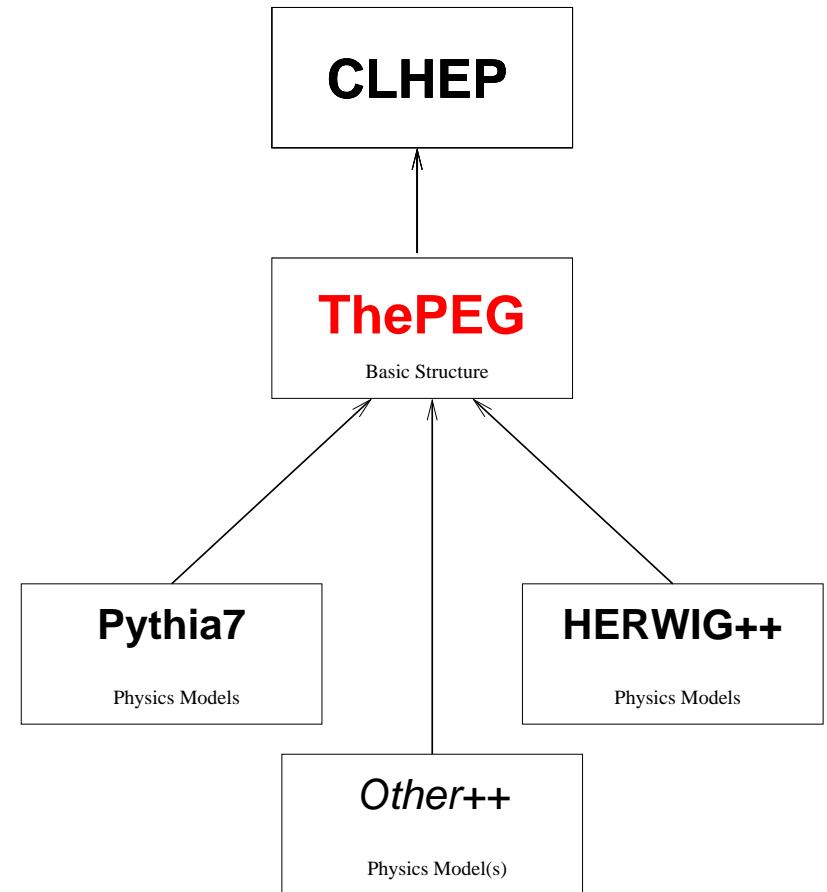 CLHEP
ThePEG
Basic Structure
Pythia7
Physics Models
HERWIG++
Physics Models
Other++
Physics Model(s)